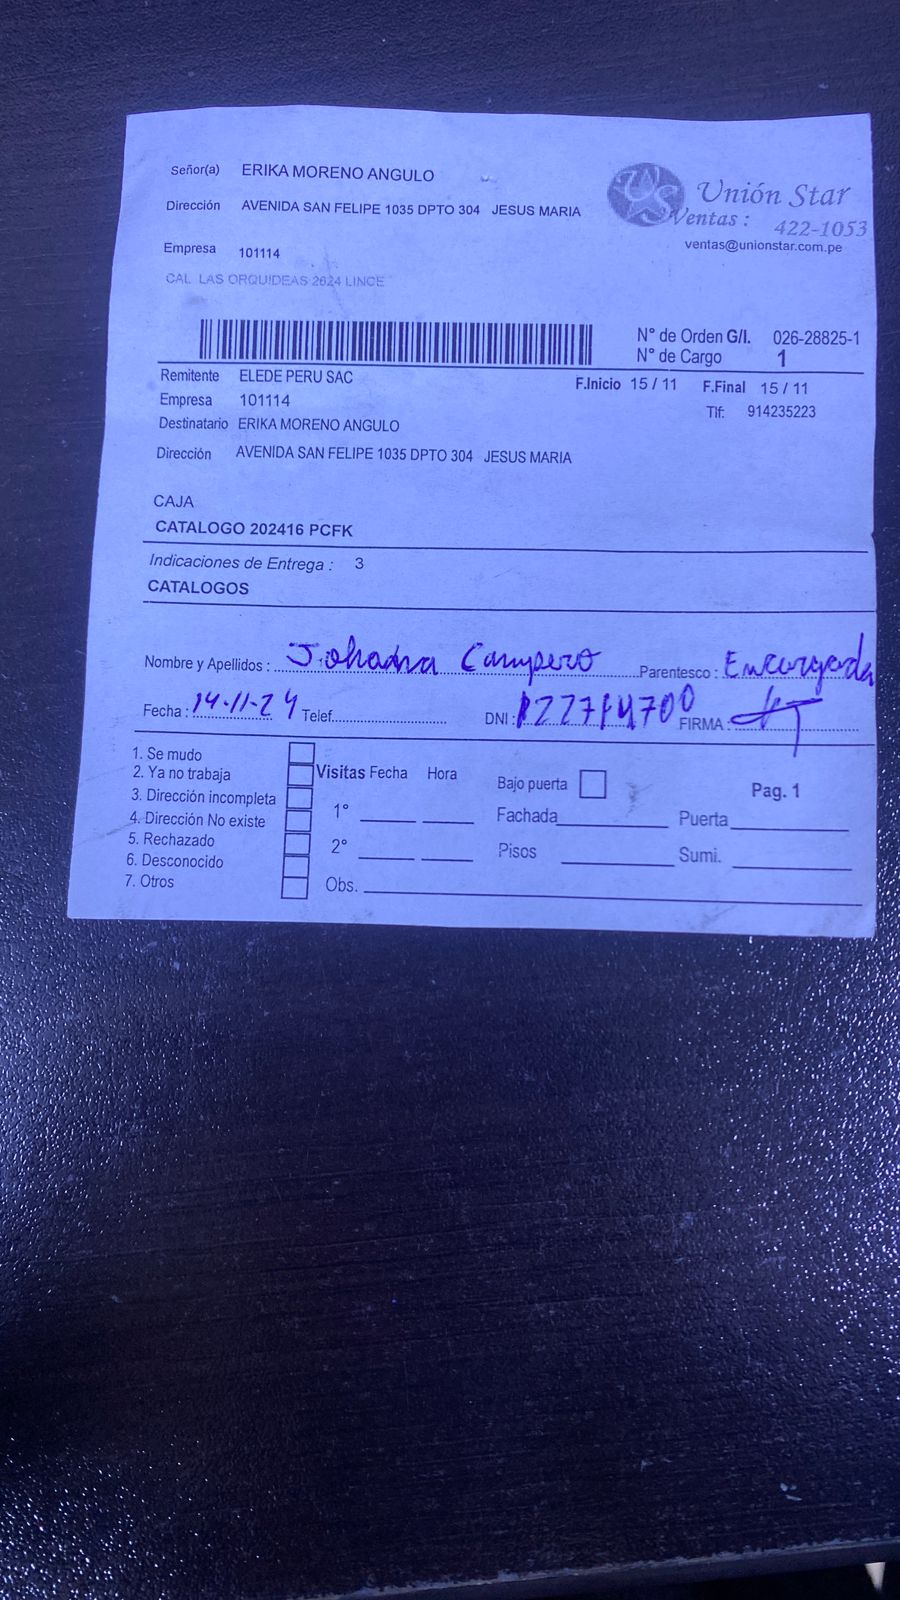 Señor(a) ERIKA MORENO ANGULO
Dirección AVENIDA SAN FELIPE 1035 DPTO 304 JESUS MARIA
Unión Star
Ventas : 422-1053
ventas@unionstar.com.pe
Empresa 101114
CAL LAS ORQUIDEAS 2624 LINCE
N° de Orden G/I. 026-28825-1
N° de Cargo 1
Remitente ELEDE PERU SAC
F.Inicio 15 / 11 F.Final 15 / 11
Empresa 101114
Tlf: 914235223
Destinatario ERIKA MORENO ANGULO
Dirección AVENIDA SAN FELIPE 1035 DPTO 304 JESUS MARIA
CAJA
CATALOGO 202416 PCFK
Indicaciones de Entrega : 3
CATALOGOS
Nombre y Apellidos : Johanna Campero Parentesco : Encargada
Fecha : 14-11-24 Telef. DNI : FIRMA :
1. Se mudo
2. Ya no trabaja
3. Dirección incompleta
4. Dirección No existe
5. Rechazado
6. Desconocido
7. Otros
Visitas Fecha Hora
1°
2°
Obs.
Bajo puerta
Fachada
Pisos
Pag. 1
Puerta
Sumi.